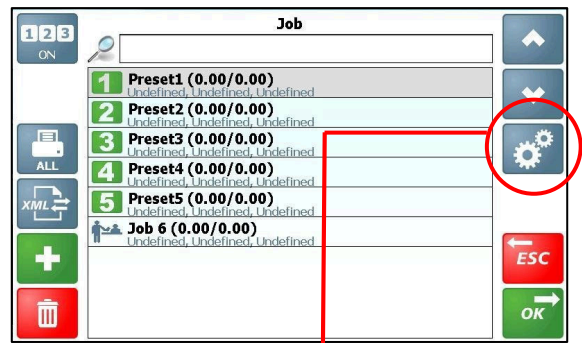 Job
1 2 3
ON
1 Preset1 (0.00/0.00)
Undefined, Undefined, Undefined
2 Preset2 (0.00/0.00)
Undefined, Undefined, Undefined
3 Preset3 (0.00/0.00)
Undefined, Undefined, Undefined
4 Preset4 (0.00/0.00)
Undefined, Undefined, Undefined
5 Preset5 (0.00/0.00)
Undefined, Undefined, Undefined
Job 6 (0.00/0.00)
Undefined, Undefined, Undefined
ALL
XML
ESC
OK